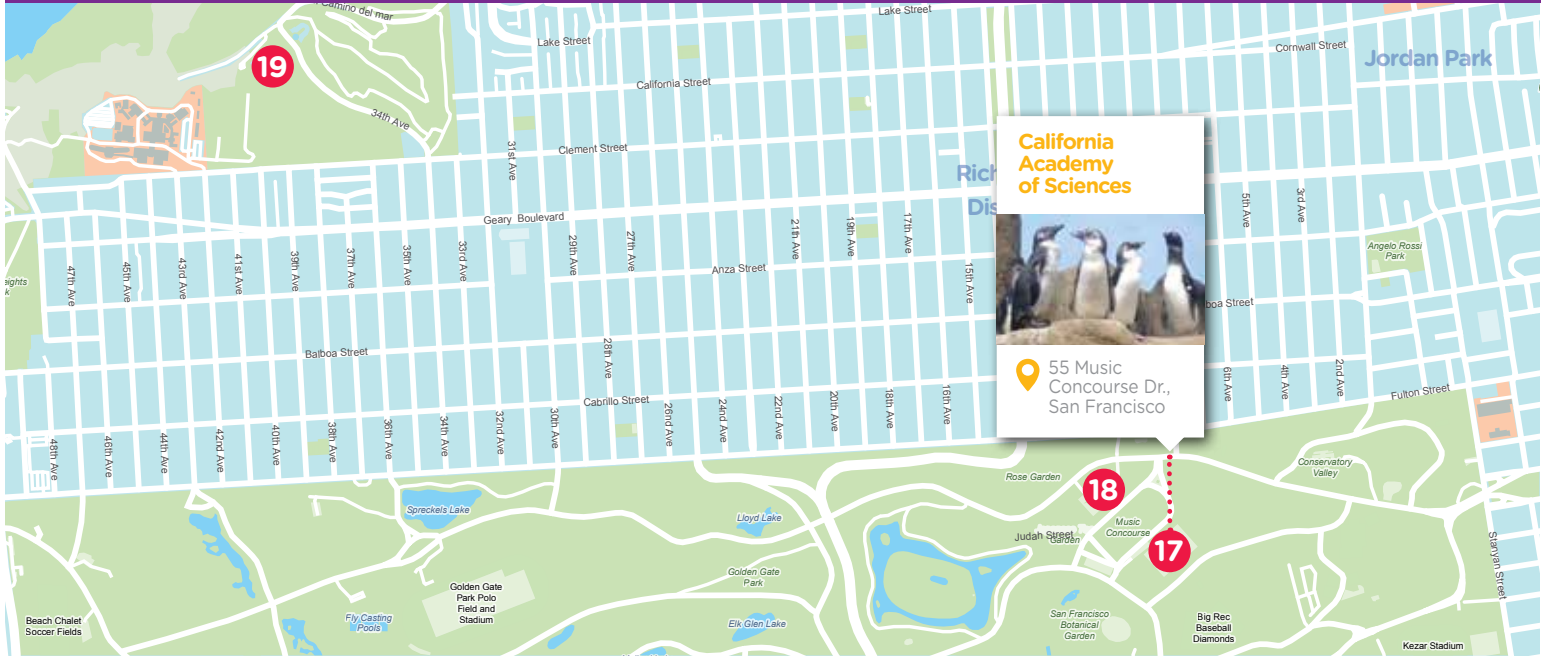 Camino del mar
Lake Street
Lake Street
Cornwall Street
Jordan Park
19
California Street
34th Ave
31st Ave
Clement Street
California
Academy
of Sciences
Geary Boulevard
47th Ave
45th Ave
43rd Ave
41st Ave
39th Ave
37th Ave
35th Ave
33rd Ave
29th Ave
27th Ave
21th Ave
19th Ave
17th Ave
15th Ave
5th Ave
3rd Ave
Anza Street
Angelo Rossi
Park
Balboa Street
28th Ave
55 Music
Concourse Dr.,
San Francisco
Cabrillo Street
Fulton Street
48th Ave
46th Ave
44th Ave
42nd Ave
40th Ave
38th Ave
36th Ave
34th Ave
32nd Ave
30th Ave
26nd Ave
24nd Ave
22nd Ave
20th Ave
18th Ave
16th Ave
6th Ave
4th Ave
2nd Ave
Rose Garden
18
Conservatory
Valley
Spreckels Lake
Lloyd Lake
Music
Concourse
Judah Street
Garden
17
Stanyan Street
Golden Gate
Park
Golden Gate
Park Polo
Field and
Stadium
Beach Chalet
Soccer Fields
Fly Casting
Pools
Elk Glen Lake
San Francisco
Botanical
Garden
Big Rec
Baseball
Diamonds
Kezar Stadium